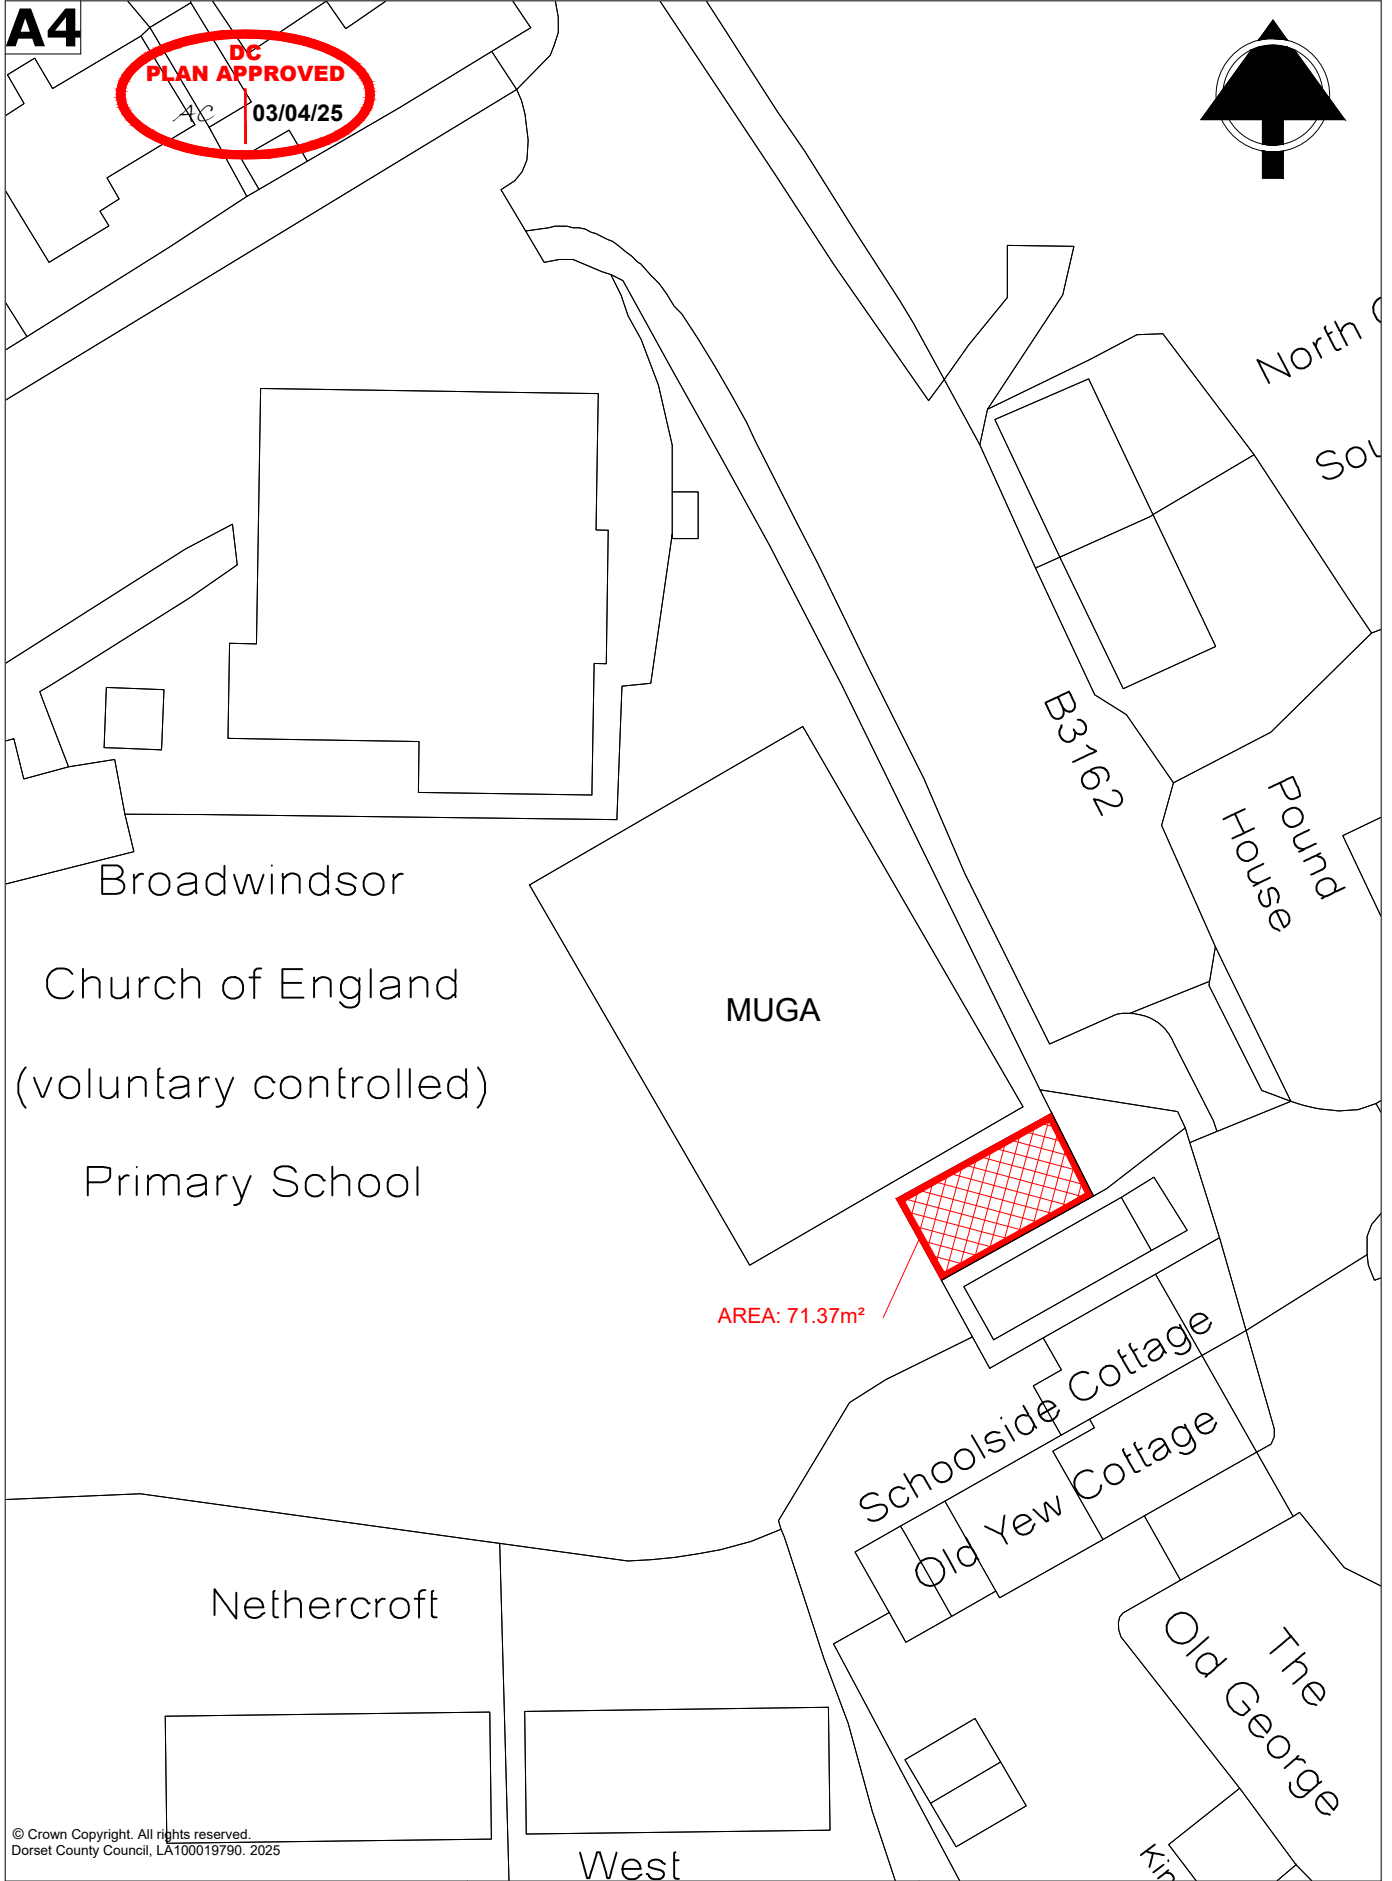 A4
DC
PLAN APPROVED
AC 03/04/25
North
B3162
Pound
House
Broadwindsor
Church of England
(voluntary controlled)
Primary School
MUGA
AREA: 71.37m²
Schoolside Cottage
Old Yew Cottage
Nethercroft
The
Old George
© Crown Copyright. All rights reserved.
Dorset County Council, LA100019790. 2025
West